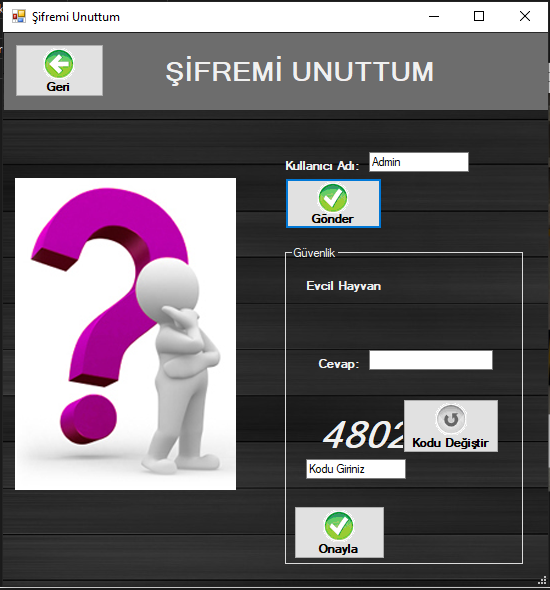 Şifremi Unuttum
Geri
ŞİFREMİ UNUTTUM
Kullanıcı Adı:
Admin
Gönder
Güvenlik
Evcil Hayvan
Cevap:
4802
Kodu Değiştir
Kodu Giriniz
Onayla